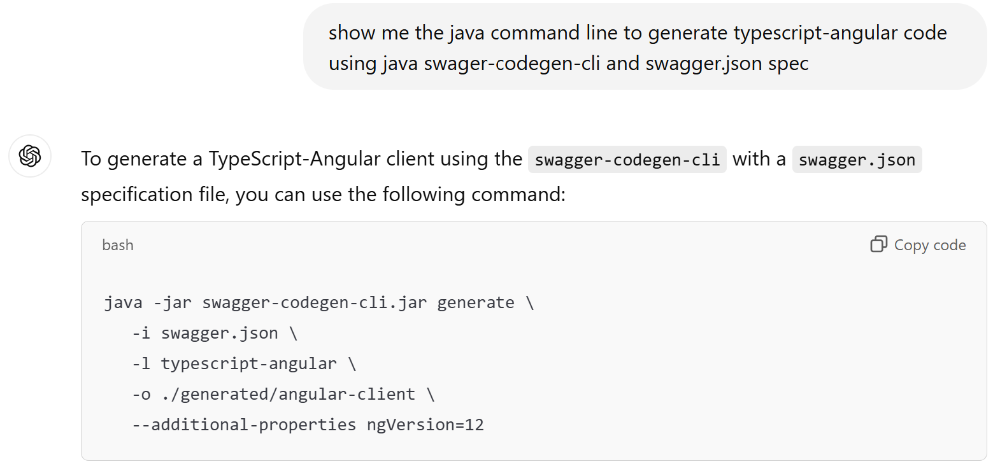 show me the java command line to generate typescript-angular code
using java swager-codegen-cli and swagger.json spec
To generate a TypeScript-Angular client using the swagger-codegen-cli with a swagger.json
specification file, you can use the following command:
bash
Copy code
java -jar swagger-codegen-cli.jar generate \
   -i swagger.json \
   -l typescript-angular \
   -o ./generated/angular-client \
   --additional-properties ngVersion=12